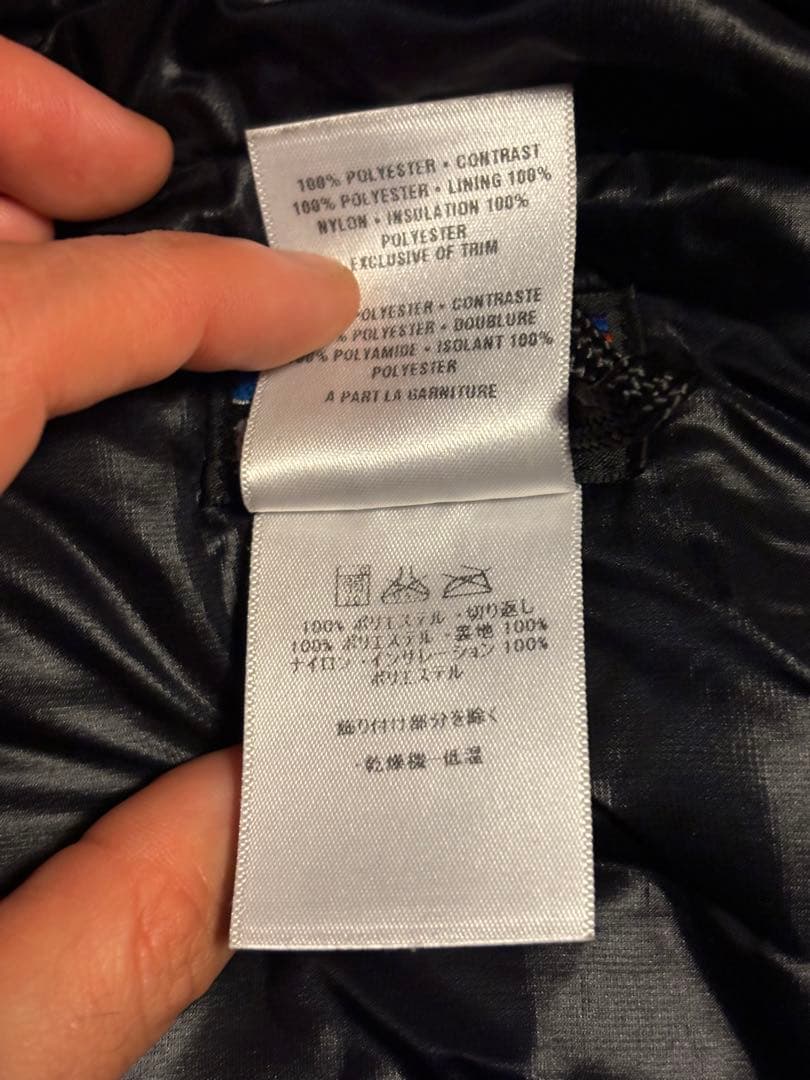 100% POLYESTER • CONTRAST
100% POLYESTER • LINING 100%
NYLON • INSULATION 100%
POLYESTER
EXCLUSIVE OF TRIM
POLYESTER • CONTRASTE
% POLYESTER • DOUBLURE
% POLYAMIDE • ISOLANT 100%
POLYESTER
A PART LA GARNITURE
100% ポリエステル ・切り返し
100% ポリエステル ・裏地 100%
ナイロン ・インサレーション 100%
ポリエステル
飾り付け部分を除く
・乾燥機ー低温